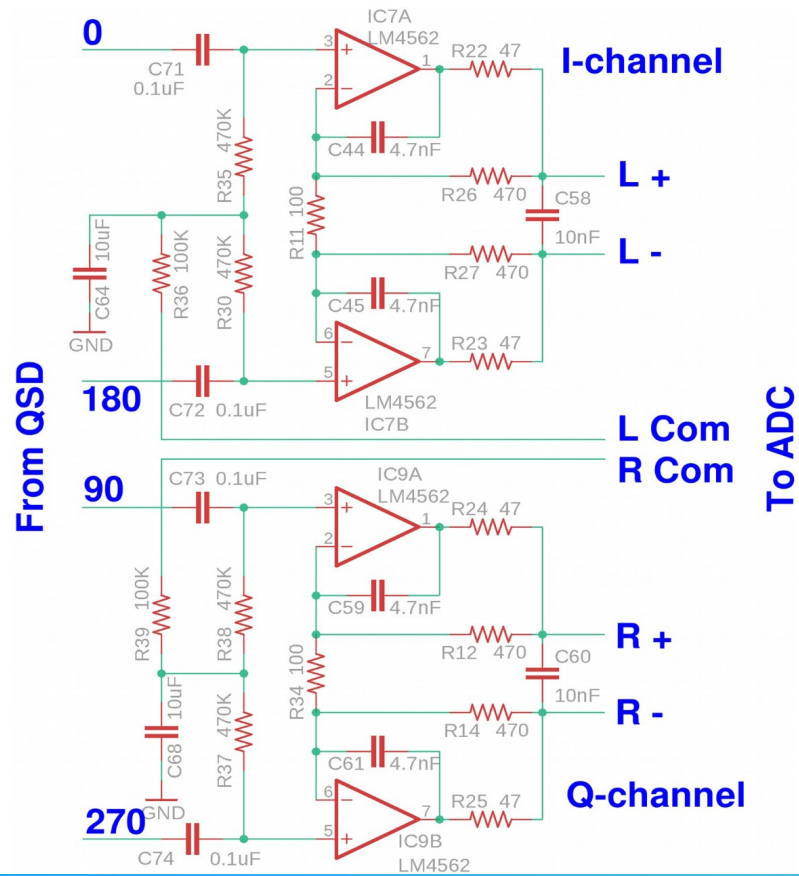 IC7A
LM4562
0
3
1
R22 47
I-channel
C71
0.1uF
2
C44 4.7nF
R35 470K
R26 470
L +
C58
10nF
R11 100
10uF
C64
GND
R36 100K
R30 470K
R27 470
L -
C45 4.7nF
6
7
R23 47
5
180
C72 0.1uF
LM4562
IC7B
L Com
From QSD
To ADC
R Com
C73 0.1uF
90
IC9A
LM4562
3
1
R24 47
2
C59 4.7nF
R39 100K
R38 470K
R12 470
R +
C60
10nF
R34 100
10uF
C68
GND
R37 470K
R14 470
R -
C61 4.7nF
6
7
R25 47
Q-channel
5
270
C74 0.1uF
IC9B
LM4562